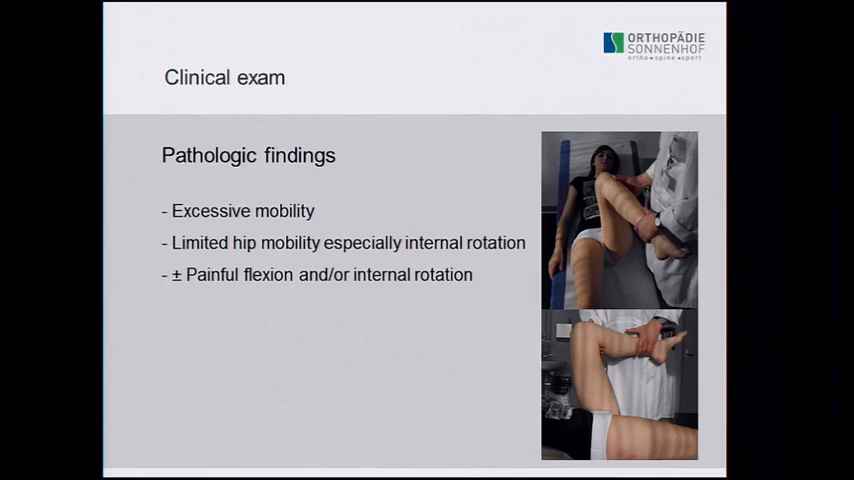 ORTHOPÄDIE
SONNENHOF
ortho • spine • sport
Clinical exam
Pathologic findings
- Excessive mobility
- Limited hip mobility especially internal rotation
- ± Painful flexion and/or internal rotation